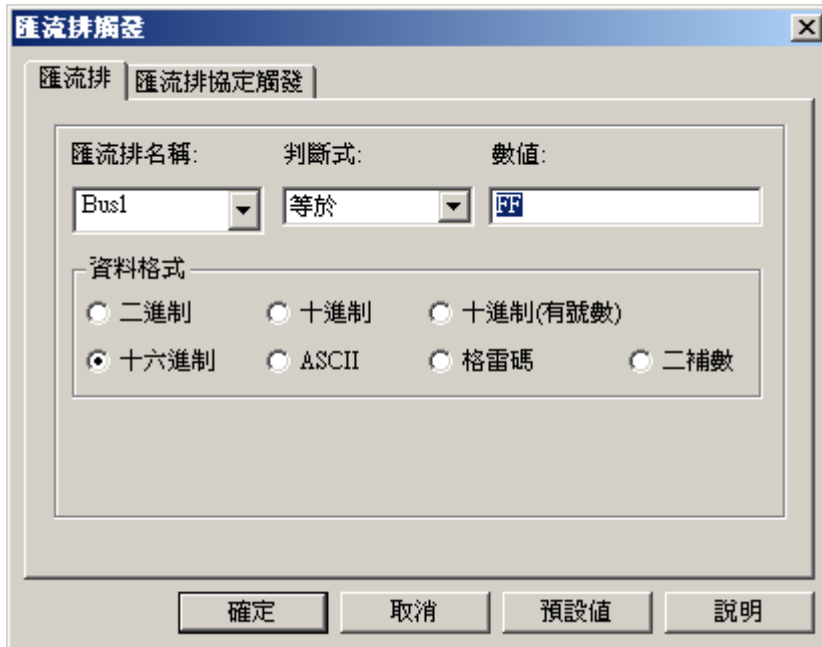 匯流排觸發
匯流排 匯流排協定觸發
匯流排名稱: 判斷式: 數值:
Bus1 等於 FF
資料格式
二進制 十進制 十進制(有號數)
十六進制 ASCII 格雷碼 二補數
確定 取消 預設值 說明